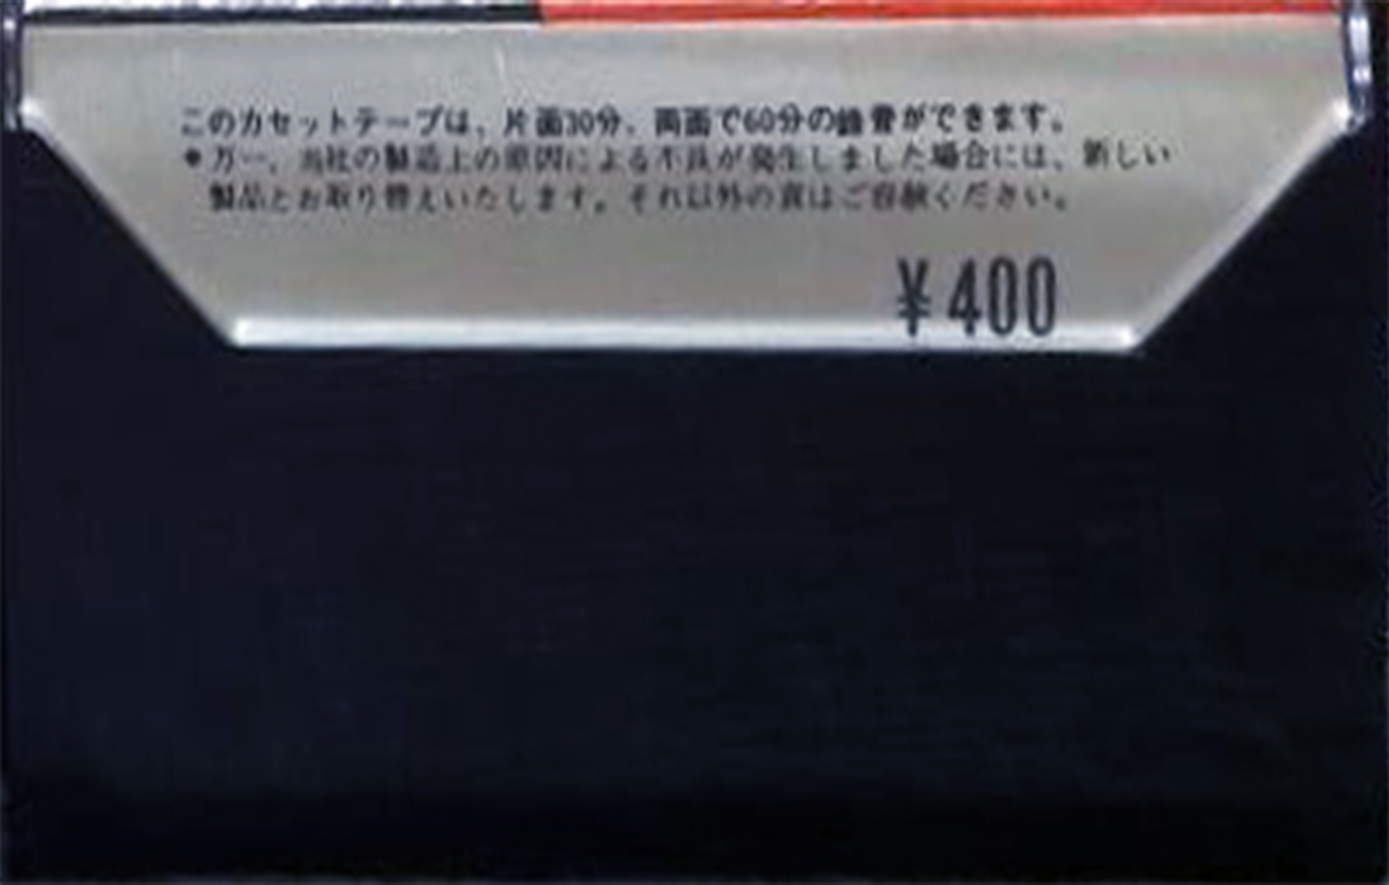 このカセットテープは、片面30分、両面で60分の録音ができます。
●万一、当社の製造上の原因による不良が発生しました場合には、新しい
製品とお取り替えいたします。それ以外の責はご容赦ください。
¥400